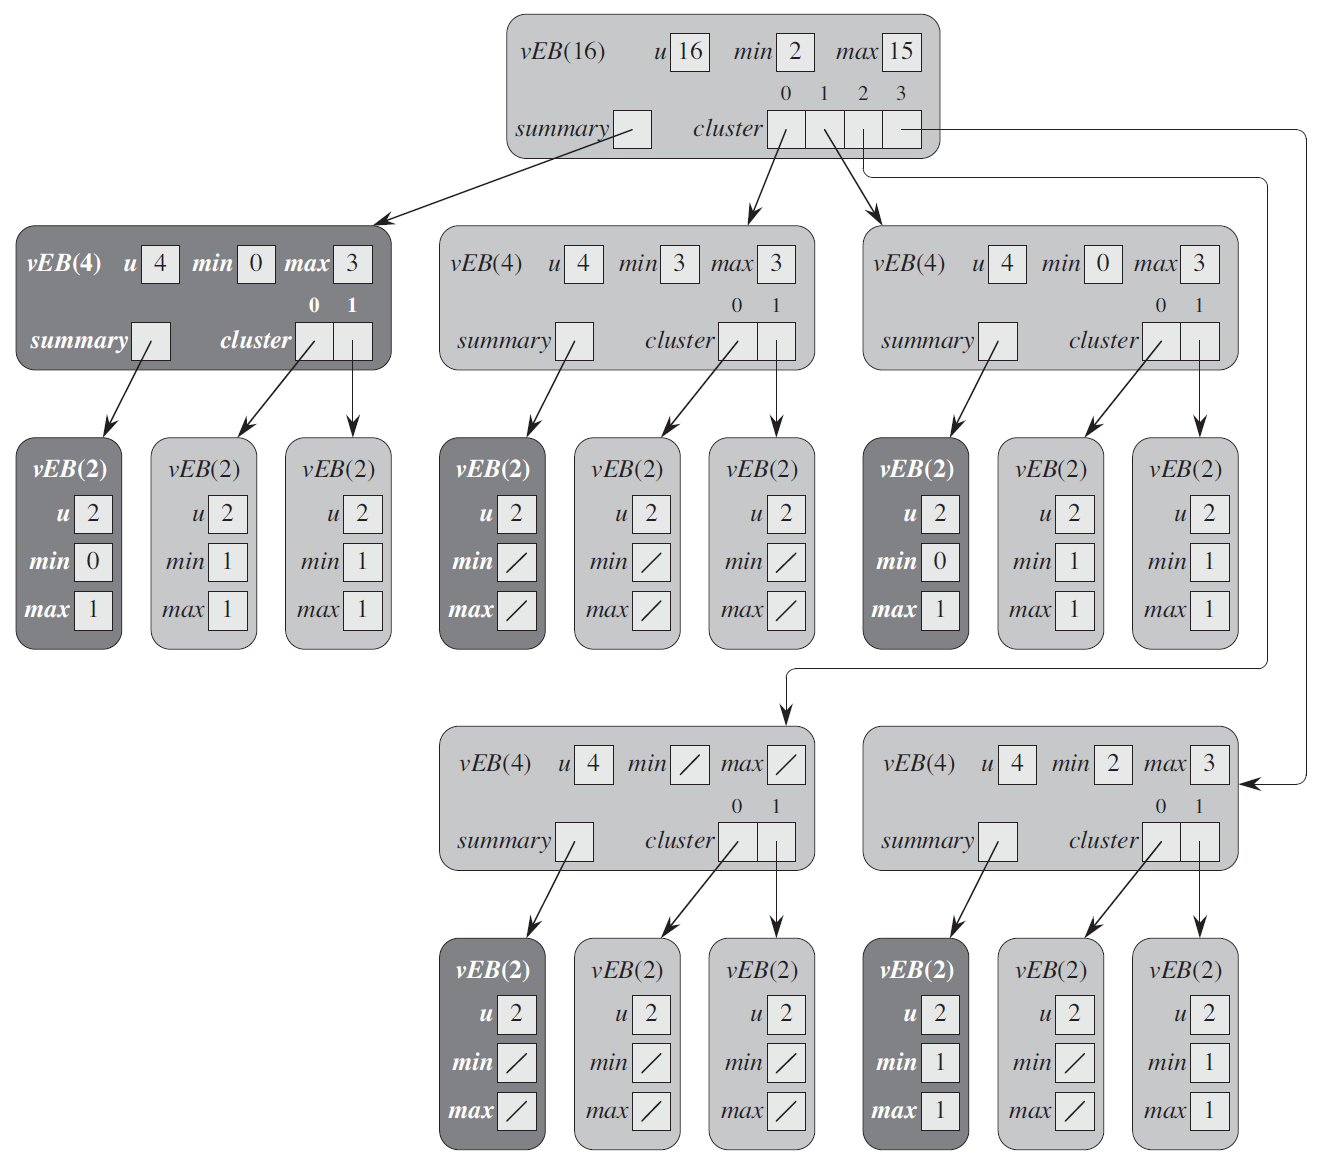 vEB(16) u 16 min 2 max 15
0 1 2 3
summary cluster
vEB(4) u 4 min 0 max 3
0 1
summary cluster
vEB(4) u 4 min 3 max 3
0 1
summary cluster
vEB(4) u 4 min 0 max 3
0 1
summary cluster
vEB(2)
u 2
min 0
max 1
vEB(2)
u 2
min 1
max 1
vEB(2)
u 2
min 1
max 1
vEB(2)
u 2
min /
max /
vEB(2)
u 2
min /
max /
vEB(2)
u 2
min /
max /
vEB(2)
u 2
min 0
max 1
vEB(2)
u 2
min 1
max 1
vEB(2)
u 2
min 1
max 1
vEB(4) u 4 min / max /
0 1
summary cluster
vEB(4) u 4 min 2 max 3
0 1
summary cluster
vEB(2)
u 2
min /
max /
vEB(2)
u 2
min /
max /
vEB(2)
u 2
min /
max /
vEB(2)
u 2
min 1
max 1
vEB(2)
u 2
min /
max /
vEB(2)
u 2
min 1
max 1